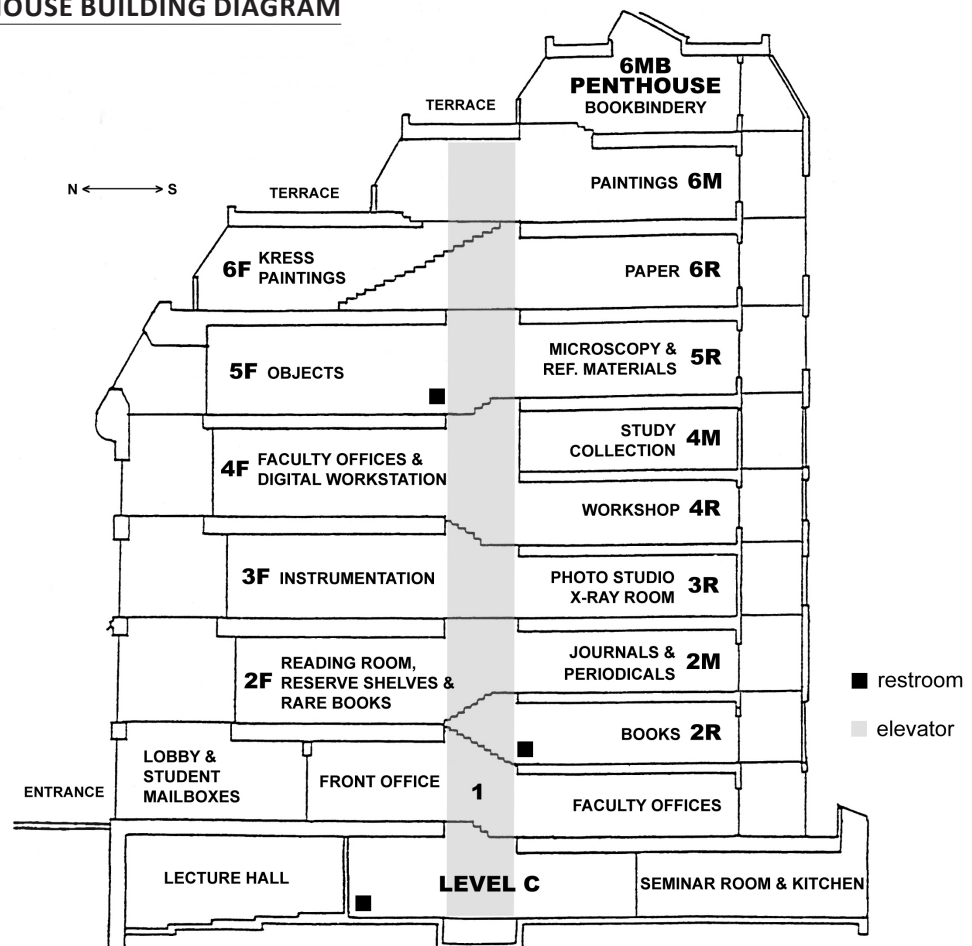 HOUSE BUILDING DIAGRAM
6MB
PENTHOUSE
BOOKBINDERY
TERRACE
PAINTINGS 6M
N S
TERRACE
6F KRESS
PAINTINGS
PAPER 6R
5F OBJECTS
MICROSCOPY &
REF. MATERIALS 5R
4F FACULTY OFFICES &
DIGITAL WORKSTATION
STUDY
COLLECTION 4M
WORKSHOP 4R
3F INSTRUMENTATION
PHOTO STUDIO
X-RAY ROOM 3R
2F READING ROOM,
RESERVE SHELVES &
RARE BOOKS
JOURNALS &
PERIODICALS 2M
restroom
elevator
BOOKS 2R
LOBBY &
STUDENT
MAILBOXES
FRONT OFFICE
1
ENTRANCE
FACULTY OFFICES
LECTURE HALL
LEVEL C
SEMINAR ROOM & KITCHEN